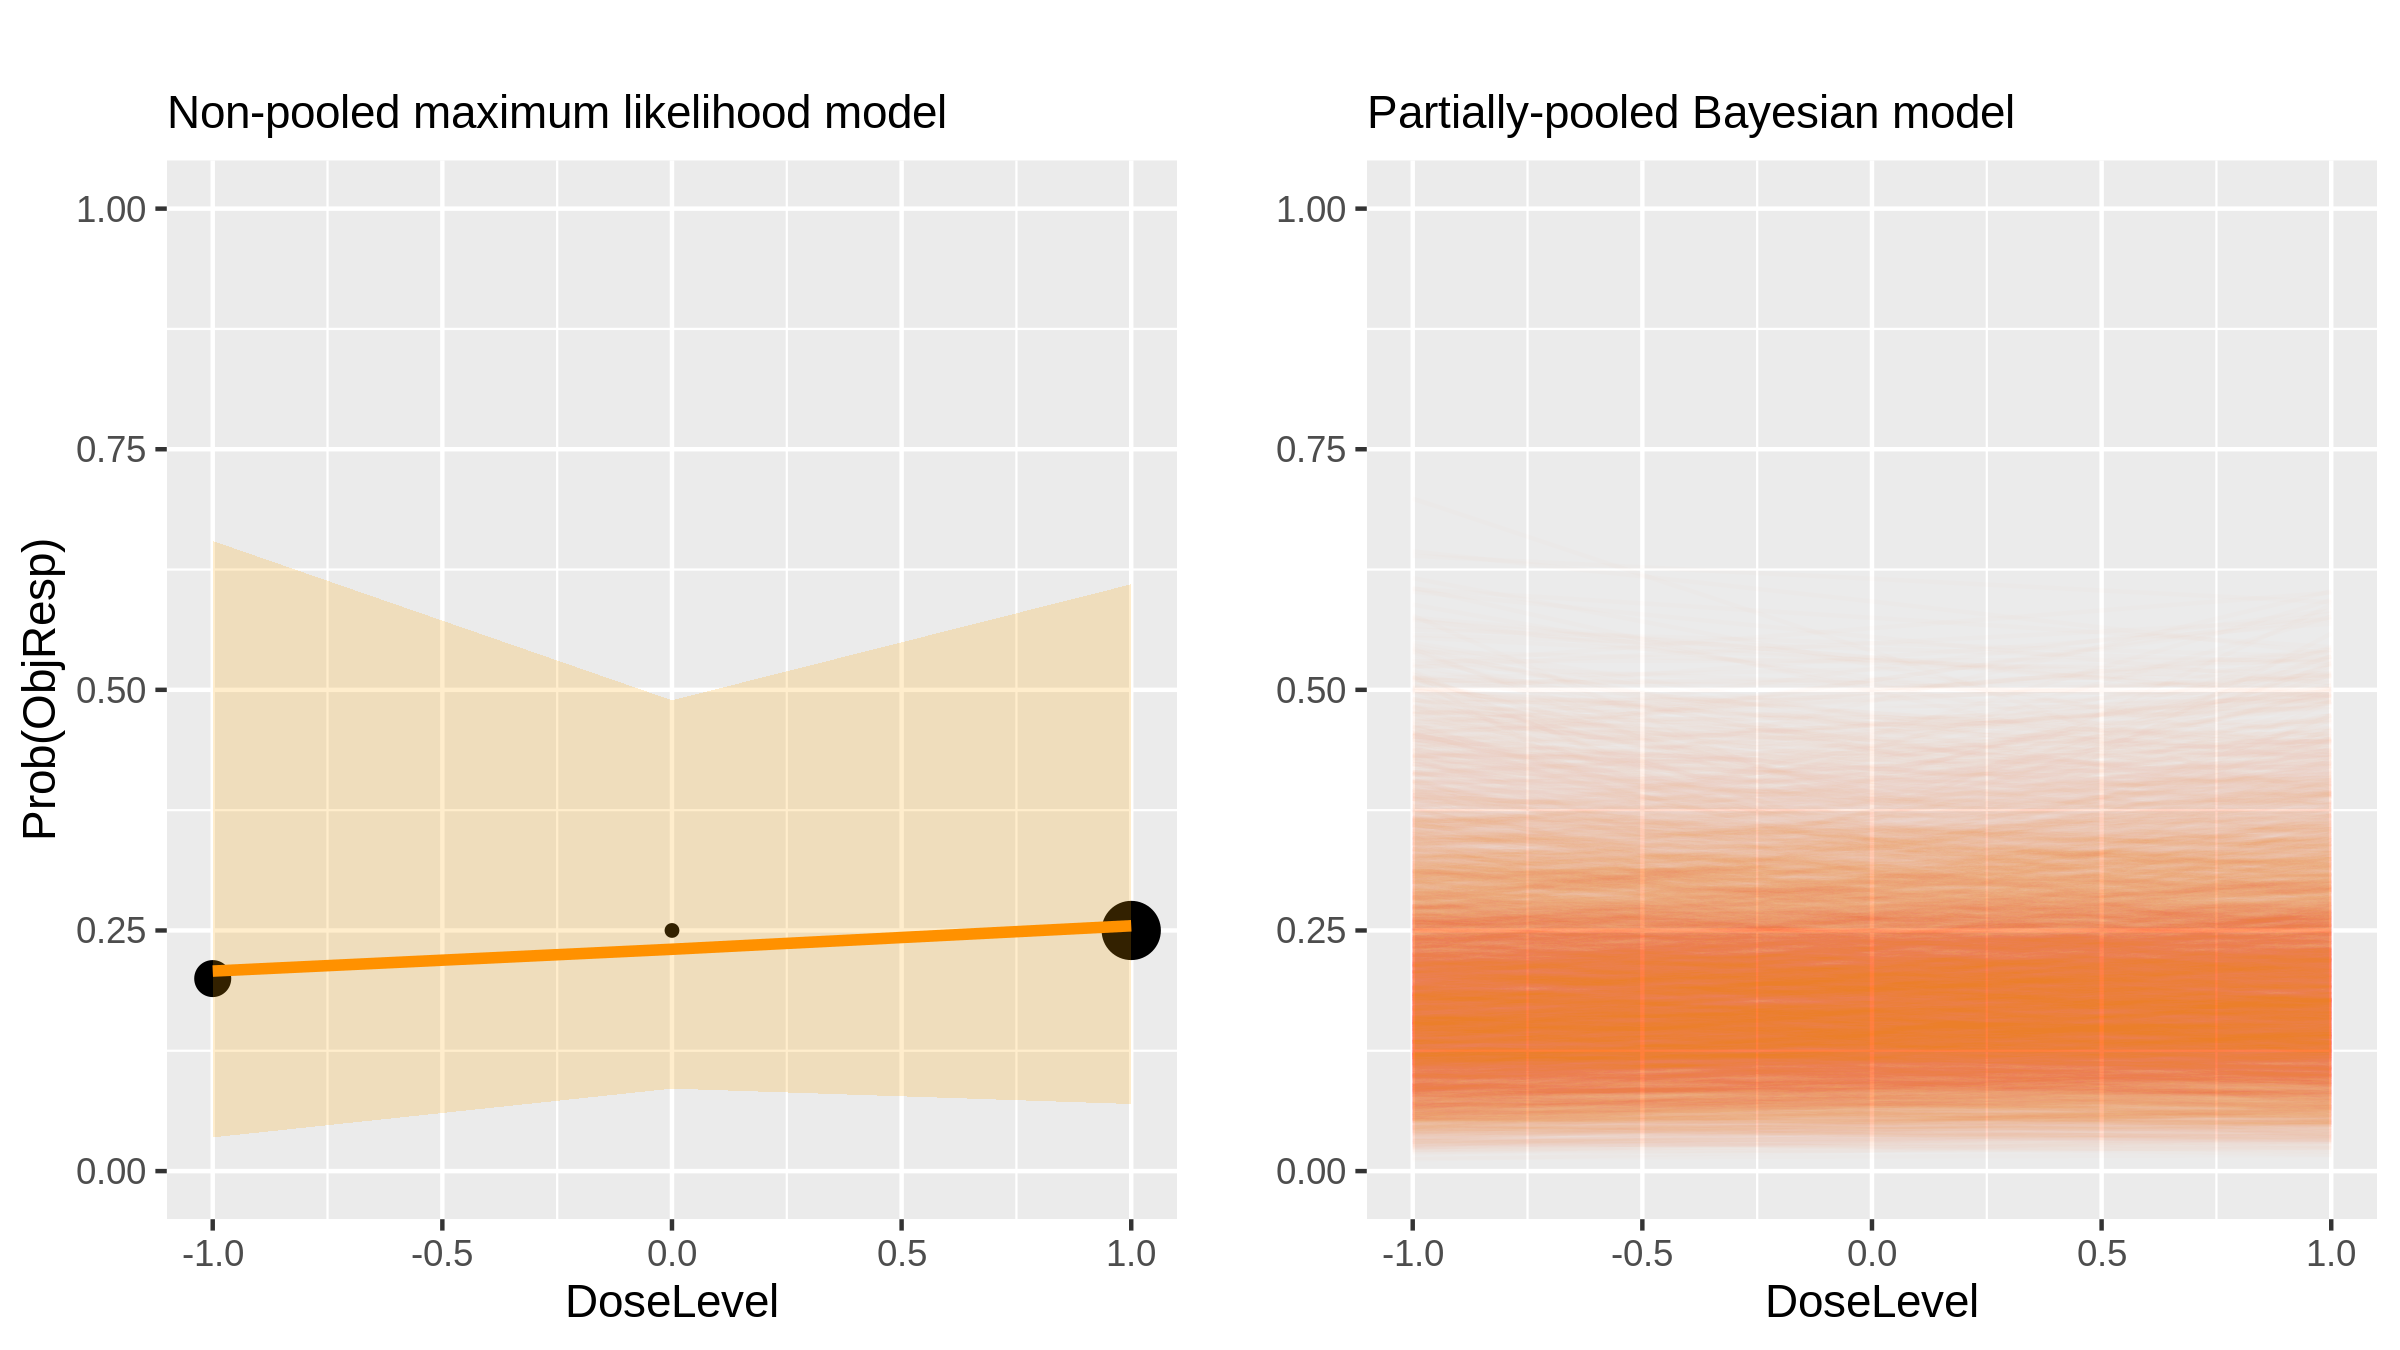 Non-pooled maximum likelihood model
Prob(ObjResp)
1.00
0.75
0.50
0.25
0.00
-1.0 -0.5 0.0 0.5 1.0
DoseLevel
Partially-pooled Bayesian model
1.00
0.75
0.50
0.25
0.00
-1.0 -0.5 0.0 0.5 1.0
DoseLevel